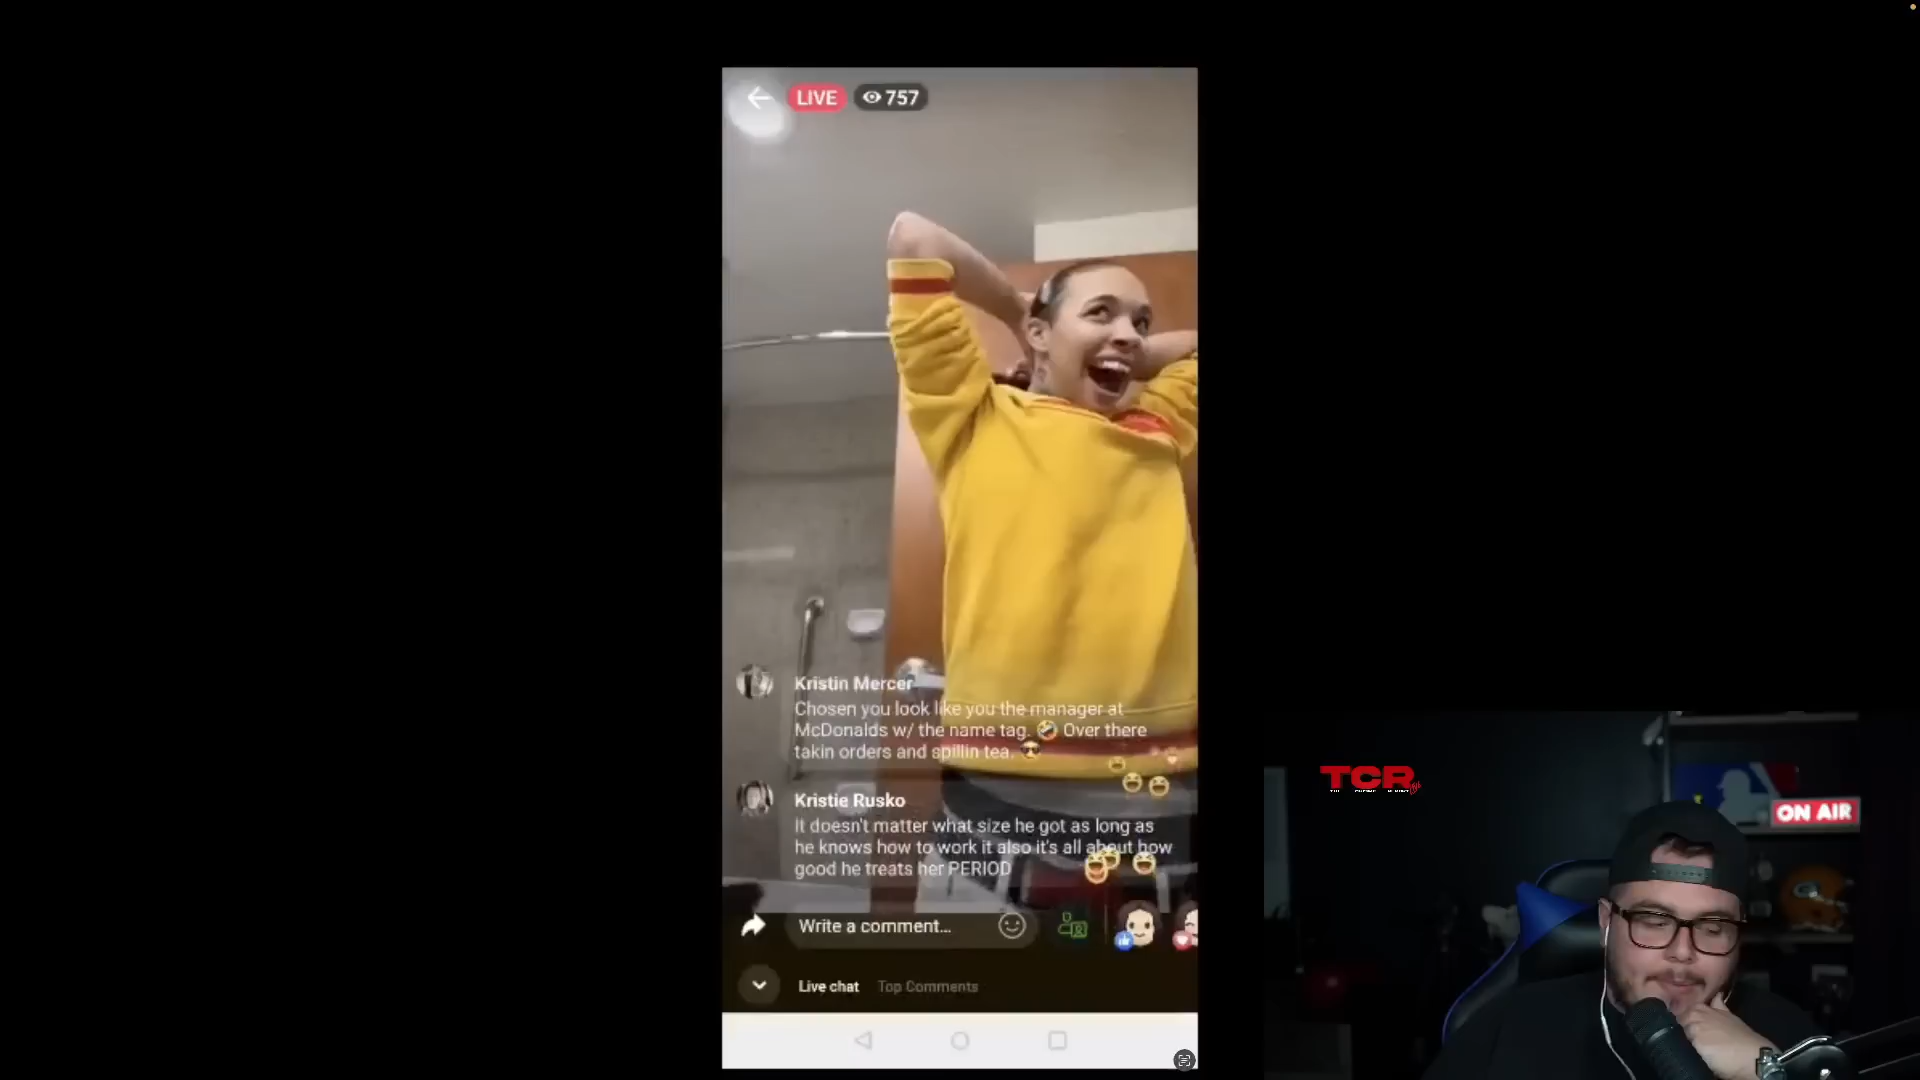 LIVE 757
Kristin Mercer
Chosen you look like you the manager at
McDonalds w/ the name tag. 🤣 Over there
takin orders and spillin tea. 😎
Kristie Rusko
It doesn't matter what size he got as long as
he knows how to work it also it's all about how
good he treats her PERIOD
Write a comment...
Live chat Top Comments
TCR
ON AIR